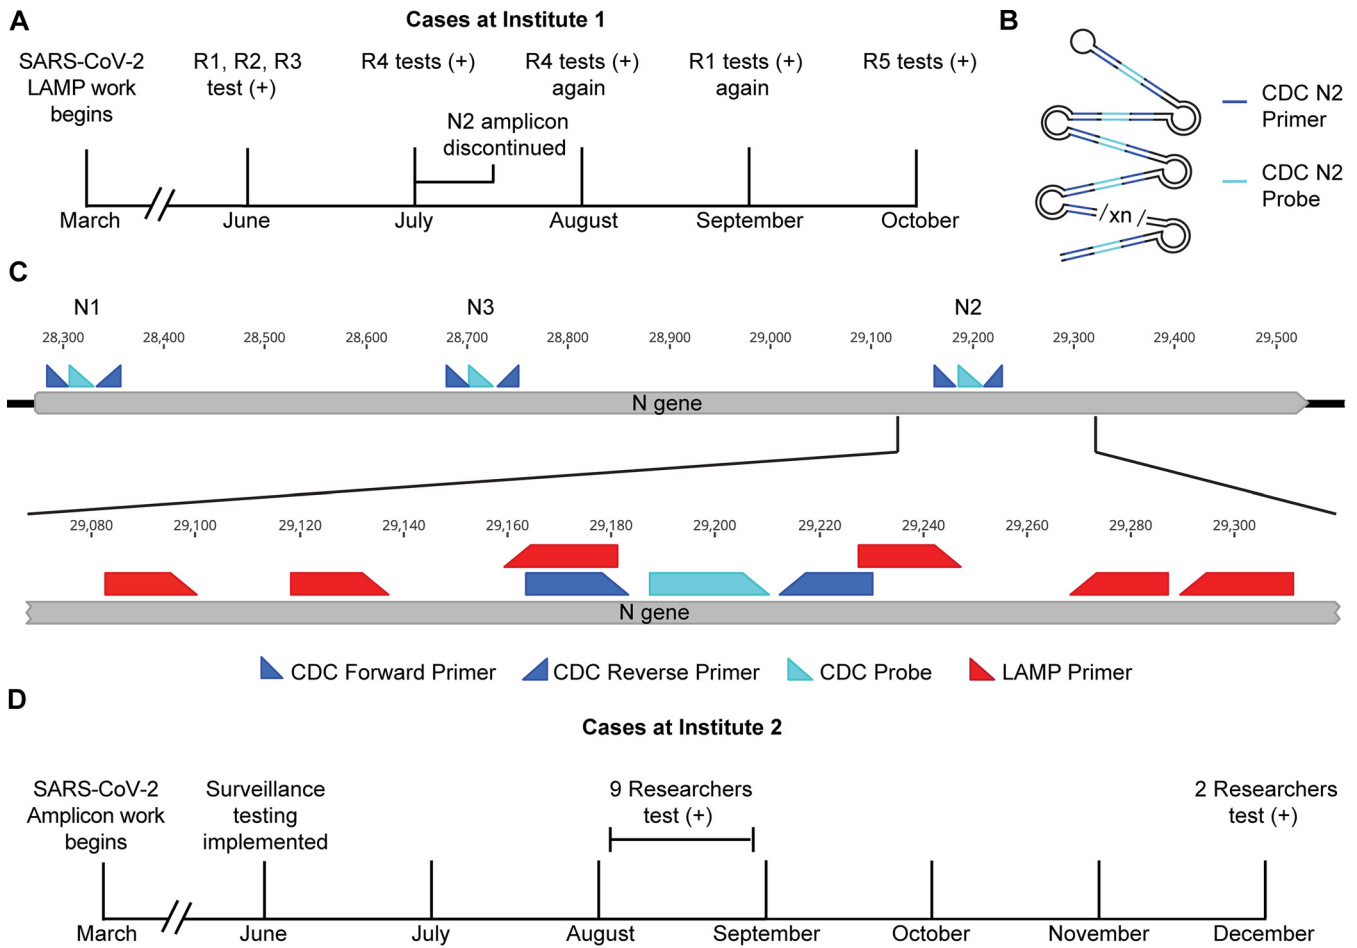 A
Cases at Institute 1
SARS-CoV-2
LAMP work
begins
R1, R2, R3
test (+)
R4 tests (+)
N2 amplicon
discontinued
R4 tests (+)
again
R1 tests (+)
again
R5 tests (+)
March
June
July
August
September
October
B
CDC N2
Primer
CDC N2
Probe
/xn /
C
N1
N3
N2
28,300 28,400 28,500 28,600 28,700 28,800 28,900 29,000 29,100 29,200 29,300 29,400 29,500
N gene
29,080 29,100 29,120 29,140 29,160 29,180 29,200 29,220 29,240 29,260 29,280 29,300
N gene
CDC Forward Primer
CDC Reverse Primer
CDC Probe
LAMP Primer
D
Cases at Institute 2
SARS-CoV-2
Amplicon work
begins
Surveillance
testing
implemented
9 Researchers
test (+)
2 Researchers
test (+)
March
June
July
August
September
October
November
December